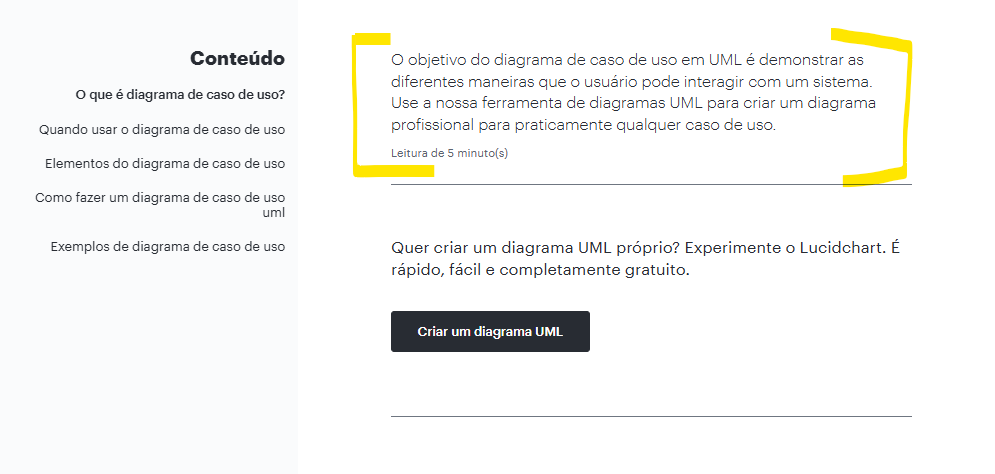 Conteúdo
O que é diagrama de caso de uso?
Quando usar o diagrama de caso de uso
Elementos do diagrama de caso de uso
Como fazer um diagrama de caso de uso
uml
Exemplos de diagrama de caso de uso
O objetivo do diagrama de caso de uso em UML é demonstrar as
diferentes maneiras que o usuário pode interagir com um sistema.
Use a nossa ferramenta de diagramas UML para criar um diagrama
profissional para praticamente qualquer caso de uso.
Leitura de 5 minuto(s)
Quer criar um diagrama UML próprio? Experimente o Lucidchart. É
rápido, fácil e completamente gratuito.
Criar um diagrama UML